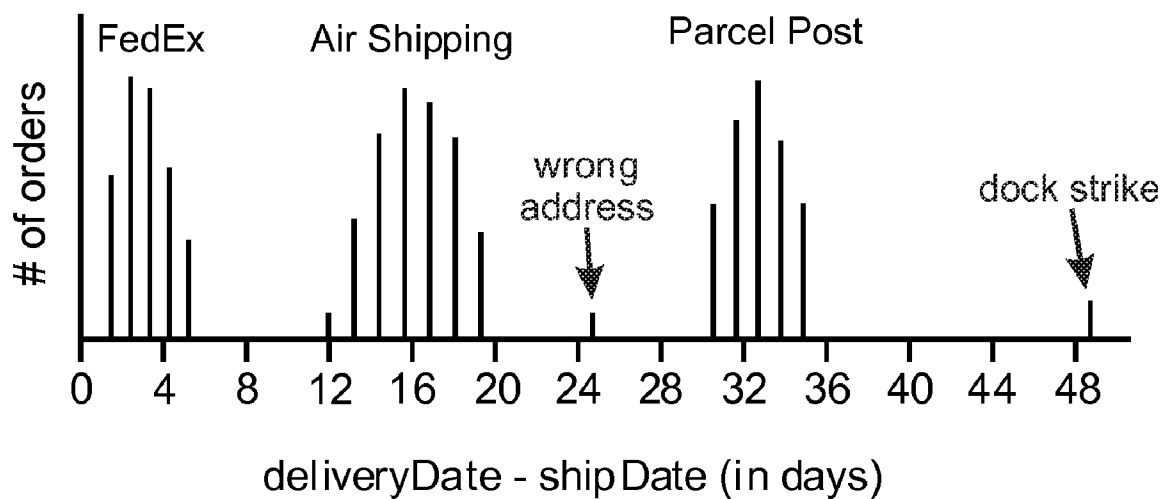 FedEx
Air Shipping
Parcel Post
# of orders
wrong
address
dock strike
0 4 8 12 16 20 24 28 32 36 40 44 48
deliveryDate - shipDate (in days)